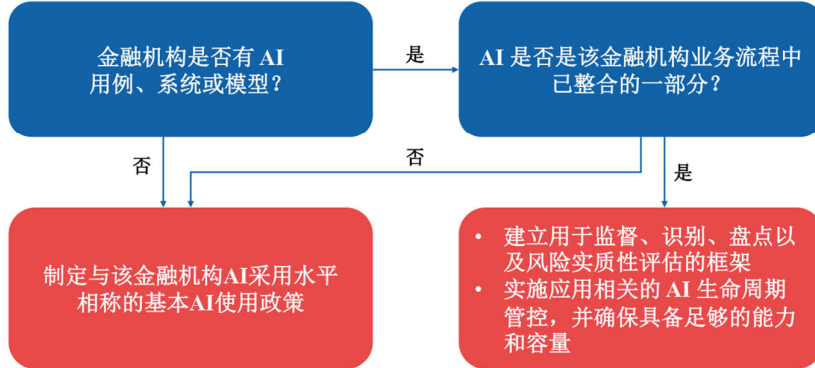 金融机构是否有 AI
用例、系统或模型？
是
AI 是否是该金融机构业务流程中
已整合的一部分？
否
否
是
制定与该金融机构AI采用水平
相称的基本AI使用政策
• 建立用于监督、识别、盘点以
及风险实质性评估的框架
• 实施应用相关的 AI 生命周期
管控，并确保具备足够的能力
和容量